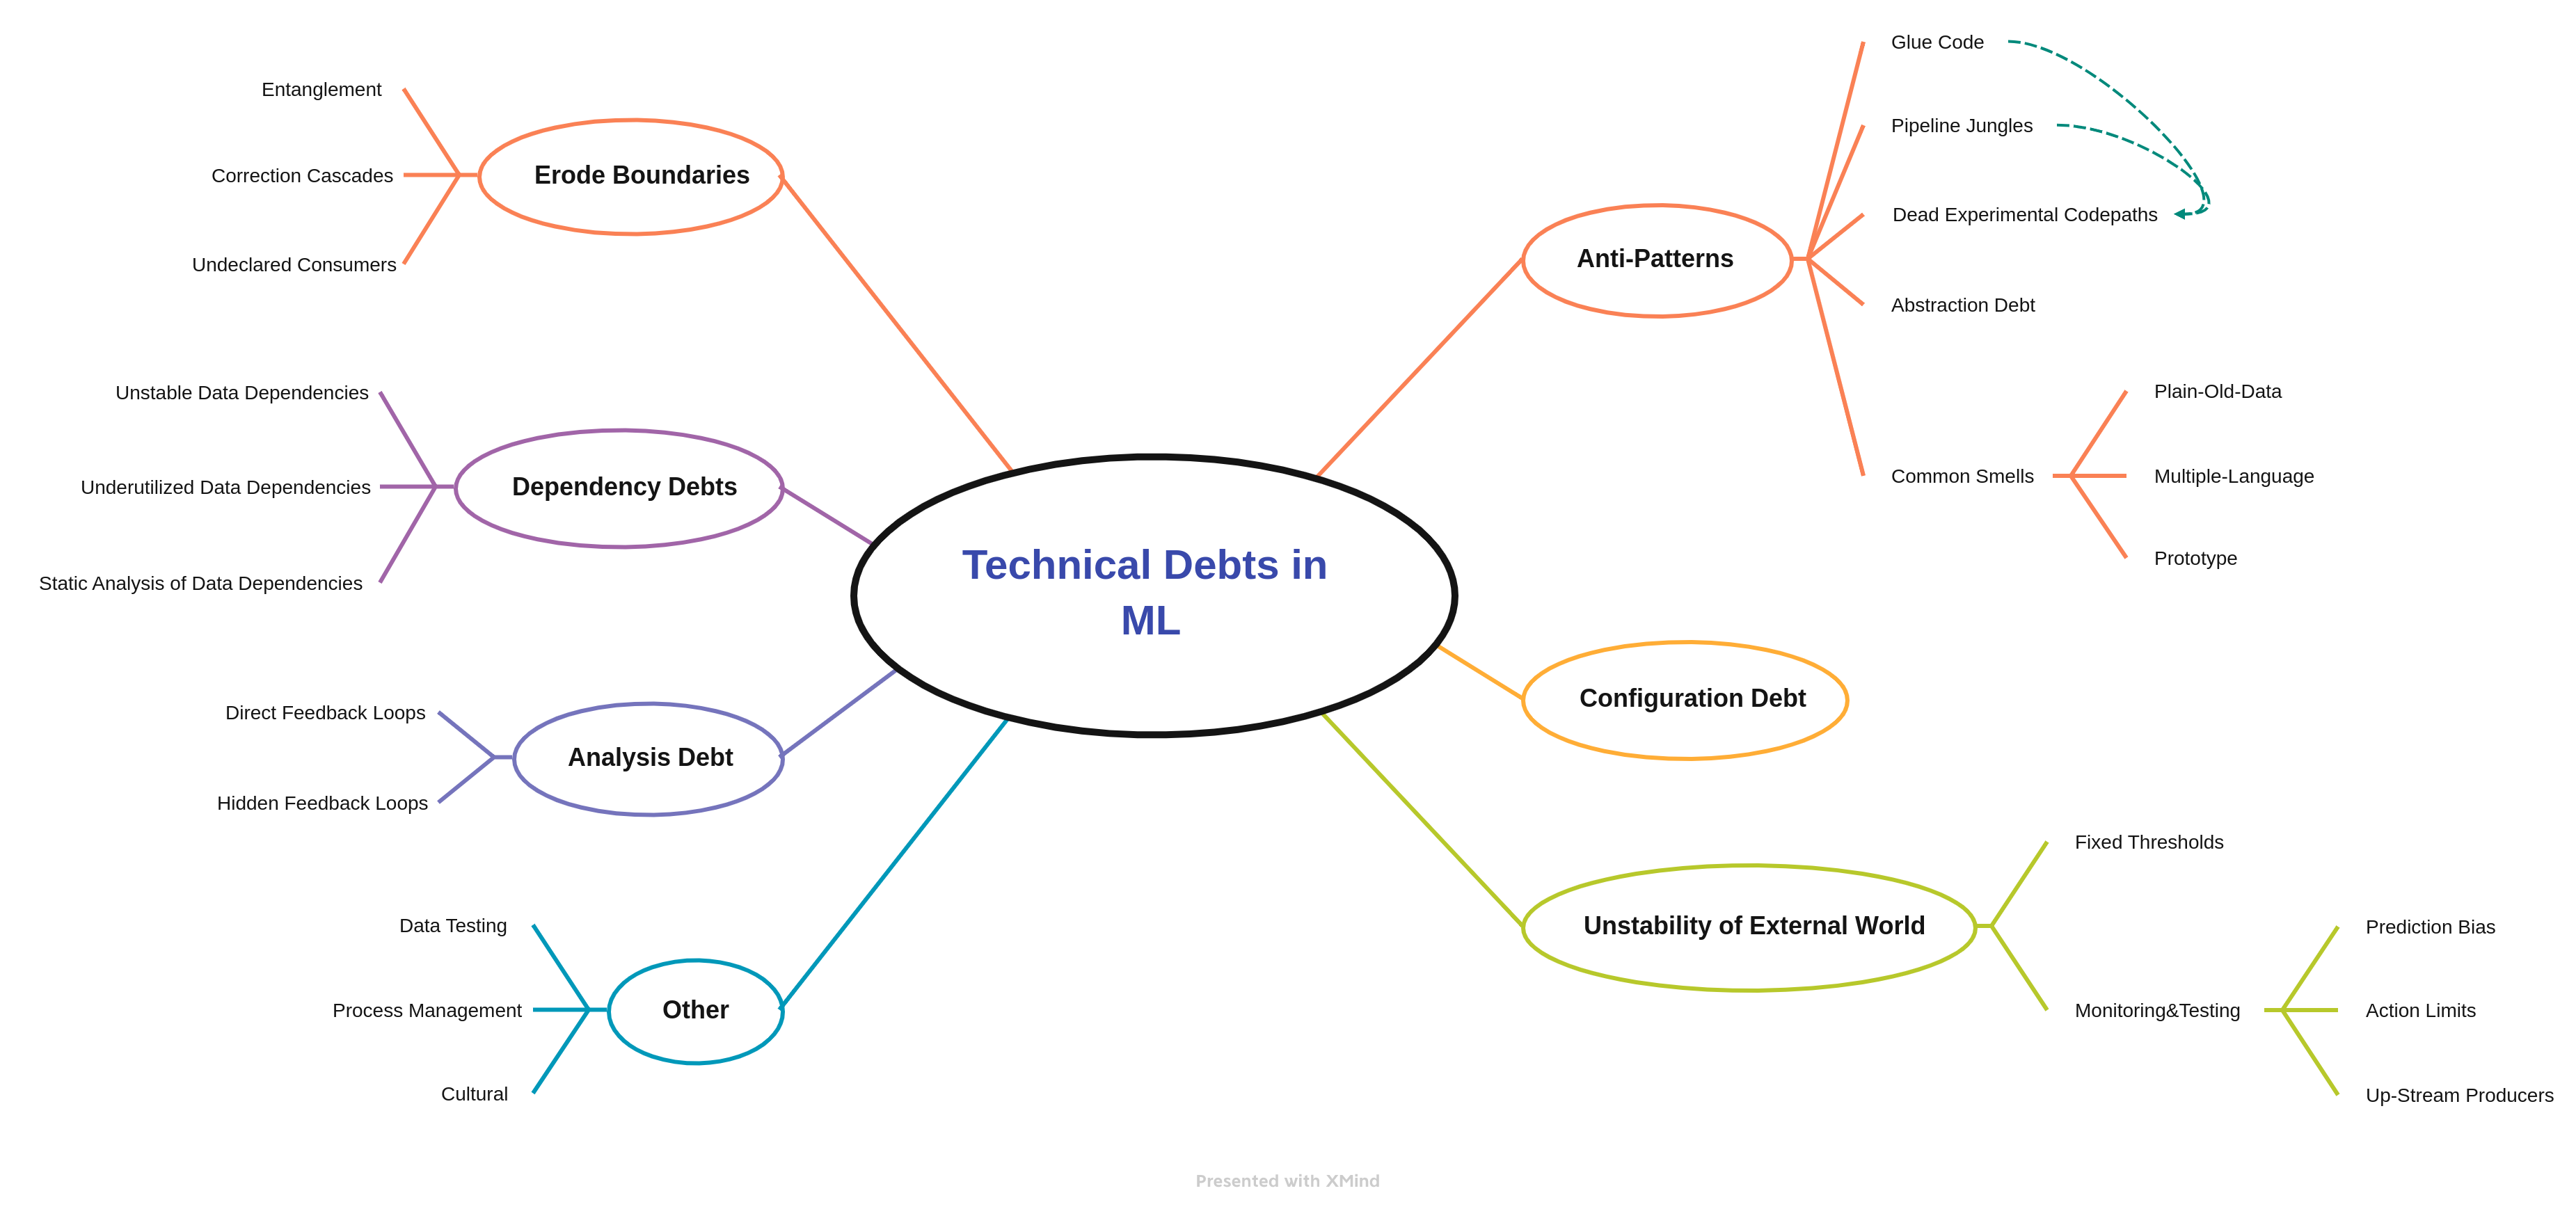 Technical Debts in
ML
Erode Boundaries
Entanglement
Correction Cascades
Undeclared Consumers
Dependency Debts
Unstable Data Dependencies
Underutilized Data Dependencies
Static Analysis of Data Dependencies
Analysis Debt
Direct Feedback Loops
Hidden Feedback Loops
Other
Data Testing
Process Management
Cultural
Anti-Patterns
Glue Code
Pipeline Jungles
Dead Experimental Codepaths
Abstraction Debt
Common Smells
Plain-Old-Data
Multiple-Language
Prototype
Configuration Debt
Unstability of External World
Fixed Thresholds
Monitoring&Testing
Prediction Bias
Action Limits
Up-Stream Producers
Presented with XMind